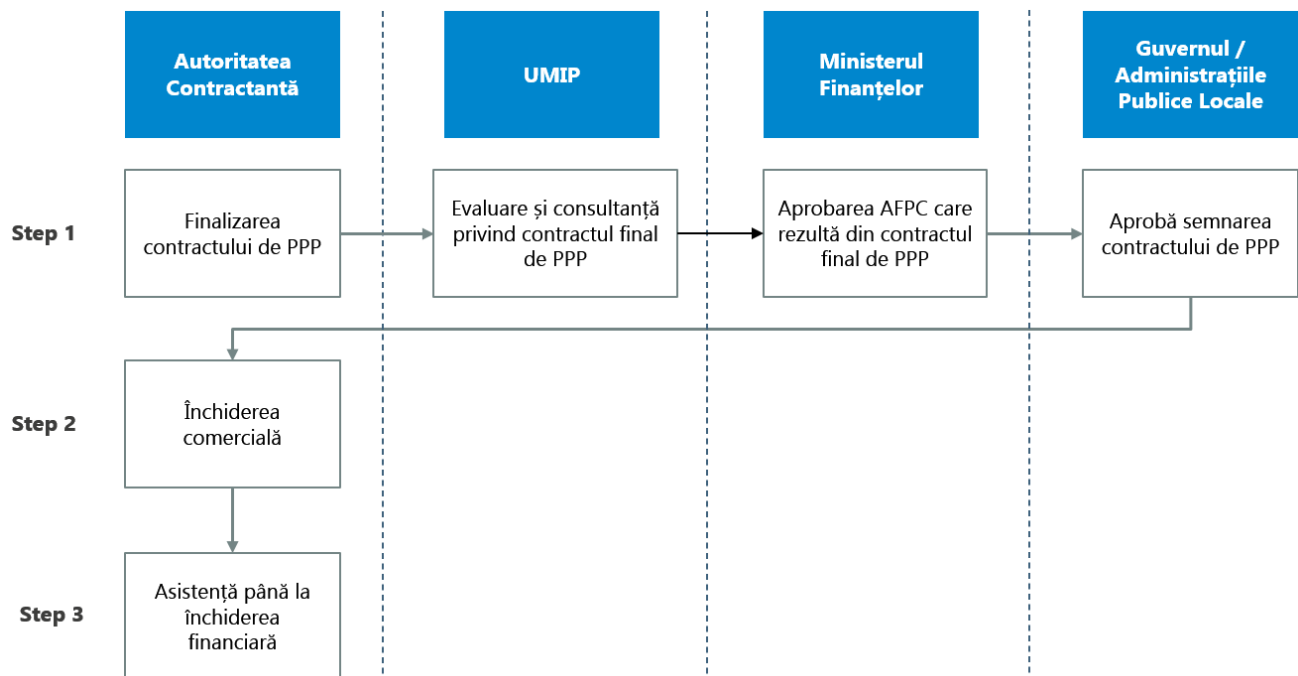 Autoritatea
Contractantă
UMIP
Ministerul
Finanțelor
Guvernul /
Administrațiile
Publice Locale
Step 1
Finalizarea
contractului de PPP
Evaluare și consultanță
privind contractul final
de PPP
Aprobarea AFPC care
rezultă din contractul
final de PPP
Aprobă semnarea
contractului de PPP
Step 2
Închiderea
comercială
Step 3
Asistență până la
închiderea
financiară